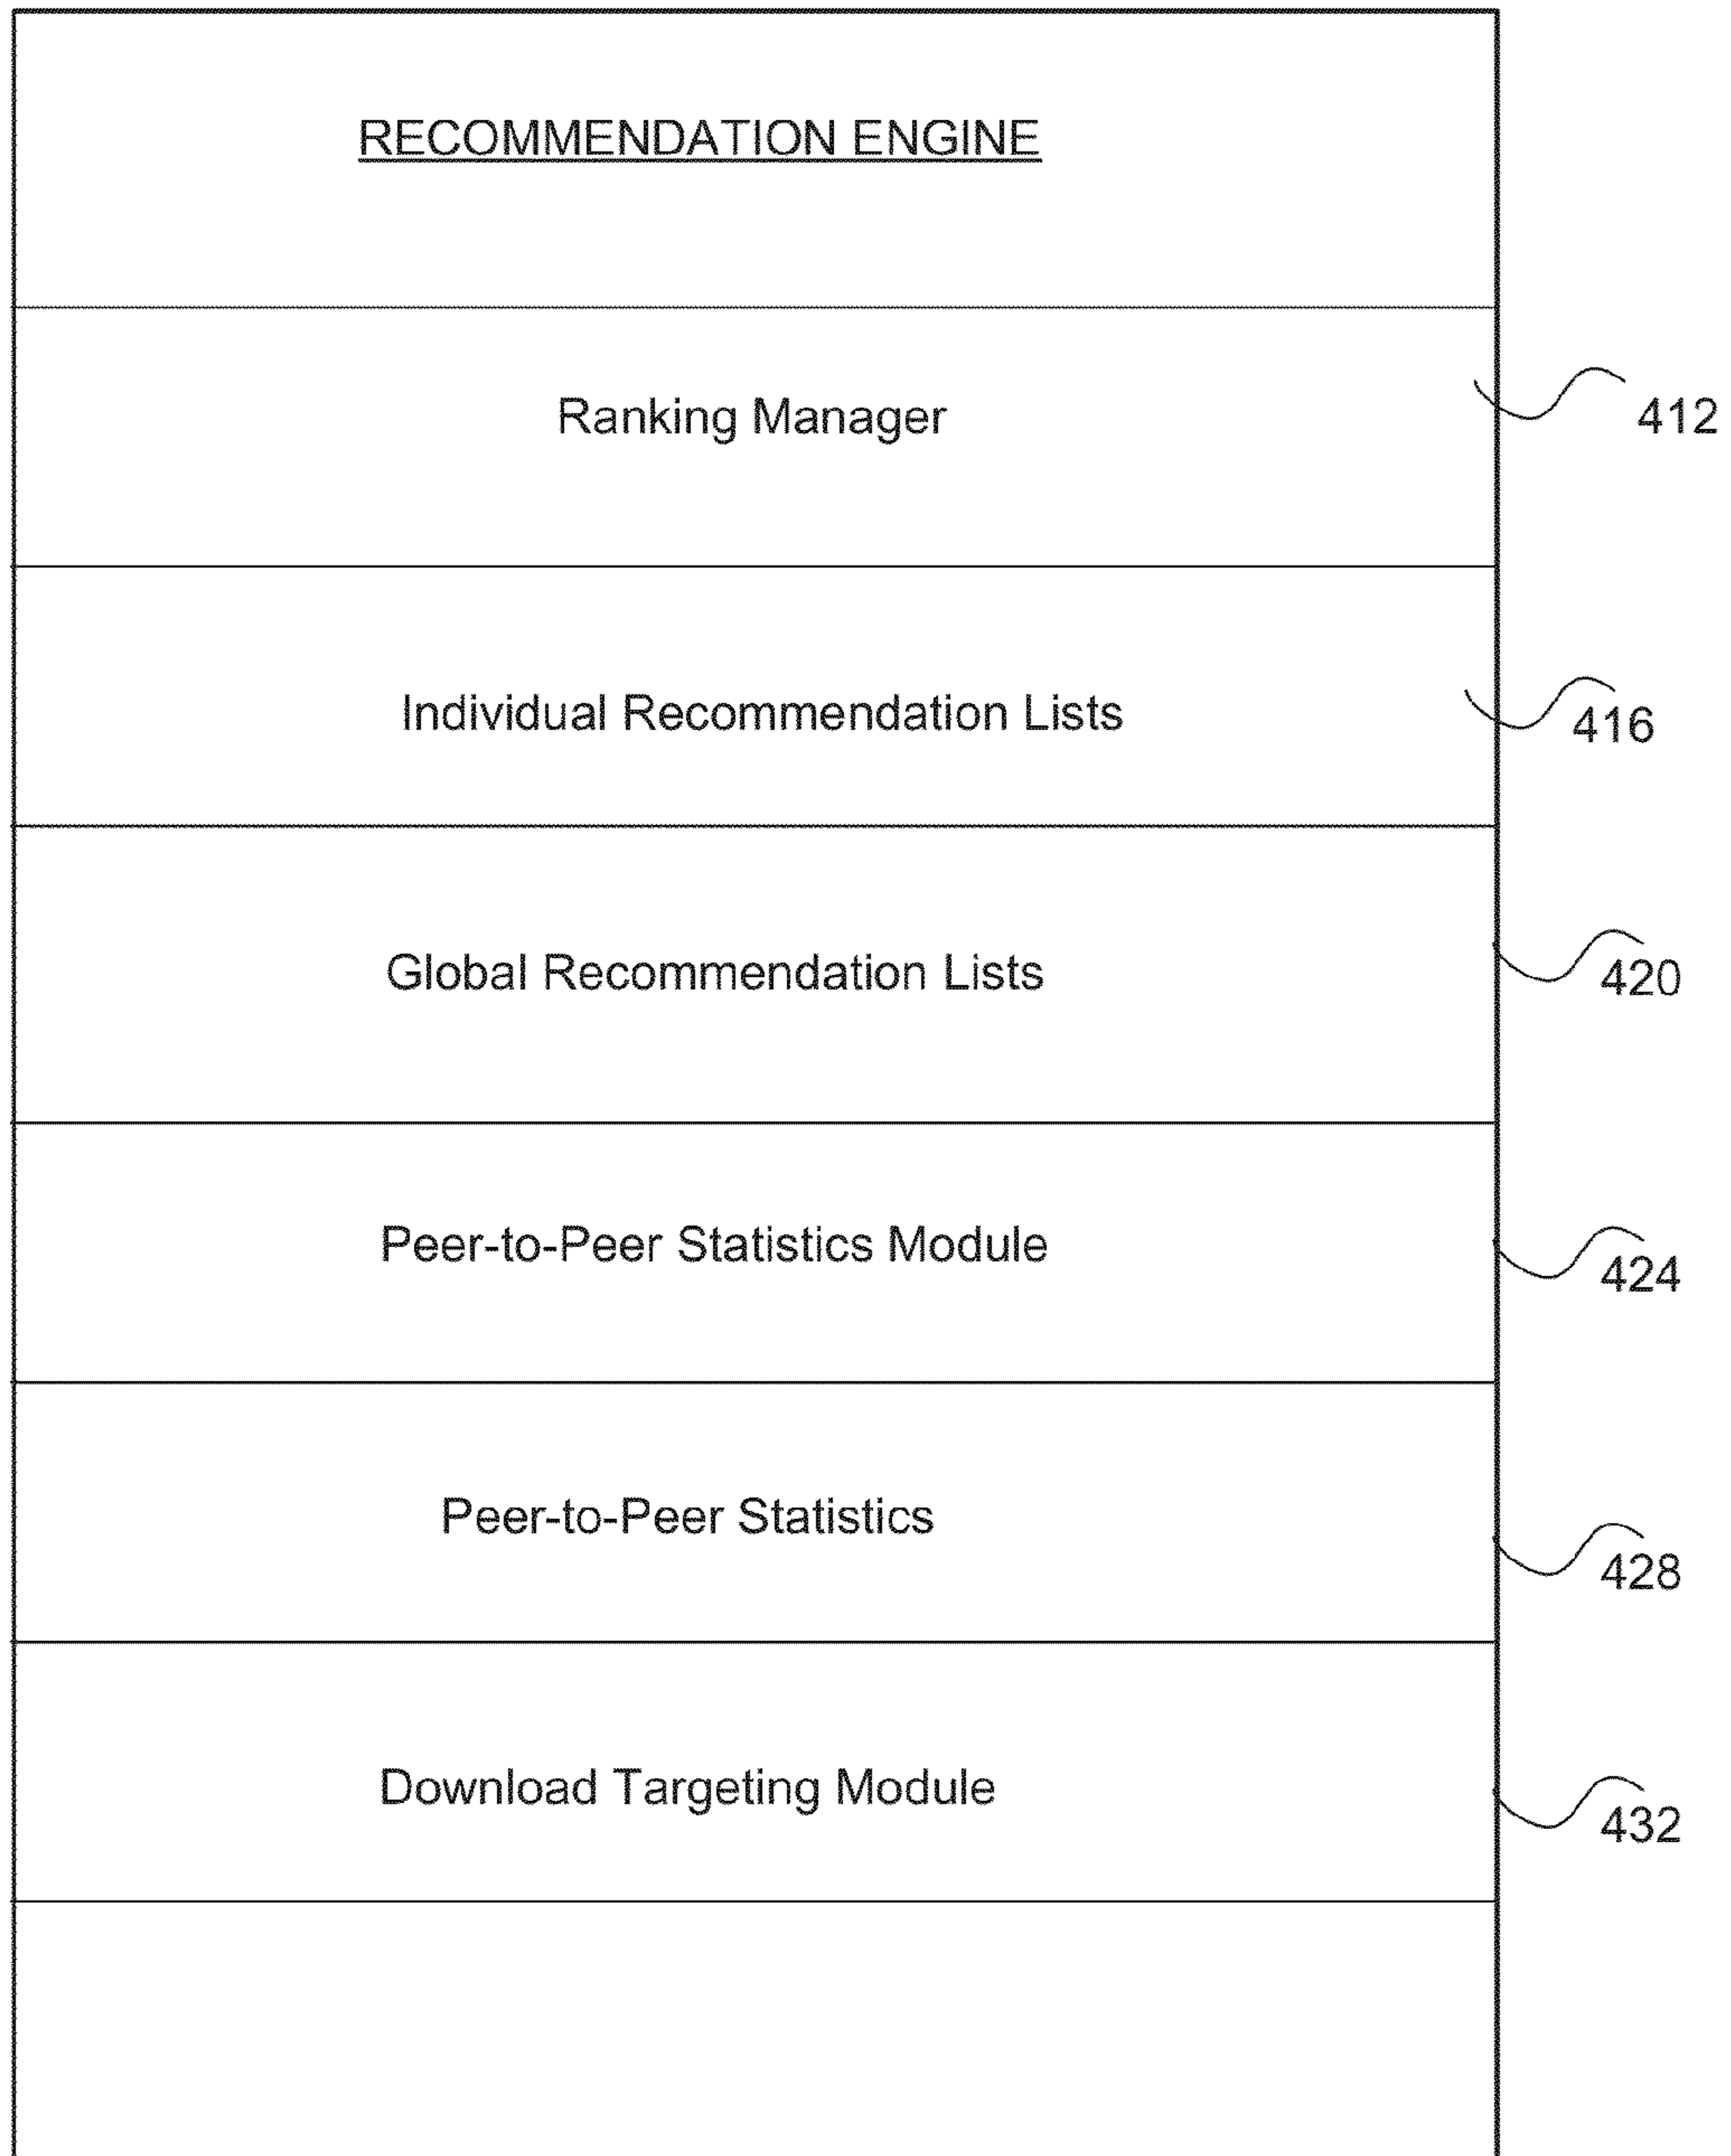 RECOMMENDATION ENGINE
Ranking Manager
412
Individual Recommendation Lists
416
Global Recommendation Lists
420
Peer-to-Peer Statistics Module
424
Peer-to-Peer Statistics
428
Download Targeting Module
432